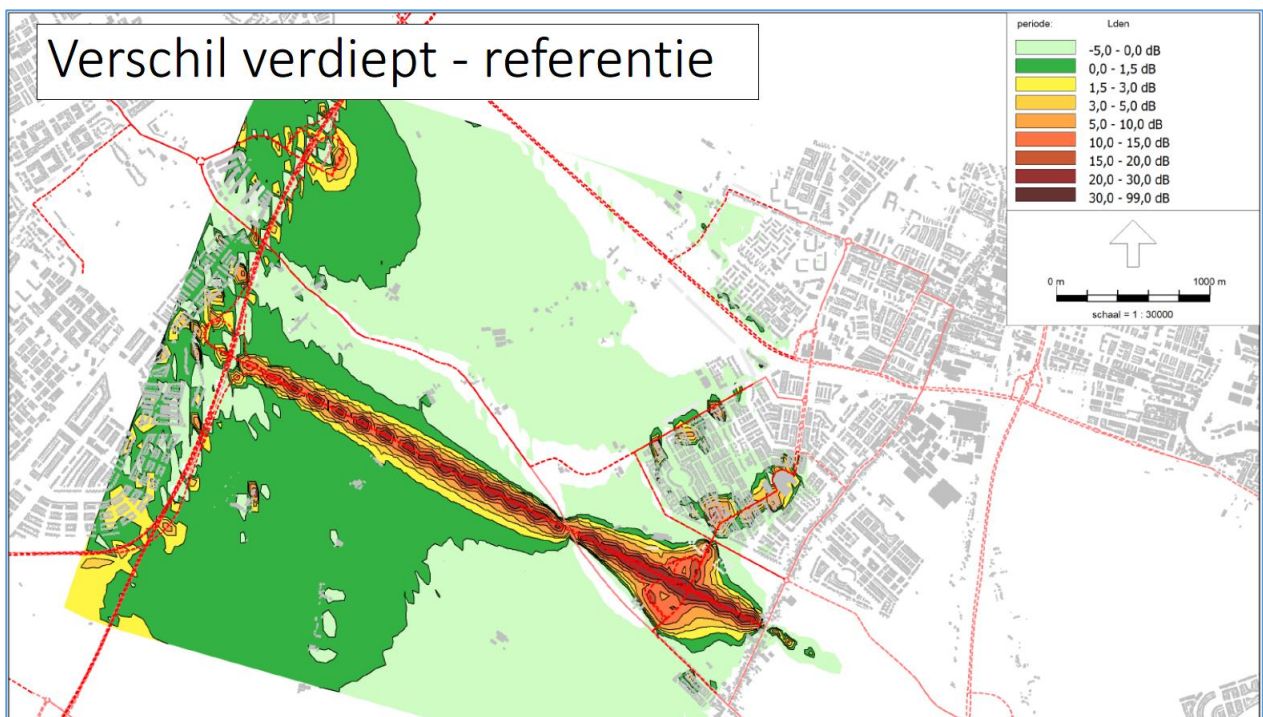 Verschil verdiept - referentie
periode: Lden
-5,0 - 0,0 dB
0,0 - 1,5 dB
1,5 - 3,0 dB
3,0 - 5,0 dB
5,0 - 10,0 dB
10,0 - 15,0 dB
15,0 - 20,0 dB
20,0 - 30,0 dB
30,0 - 99,0 dB
0 m 1000 m
schaal = 1 : 30000